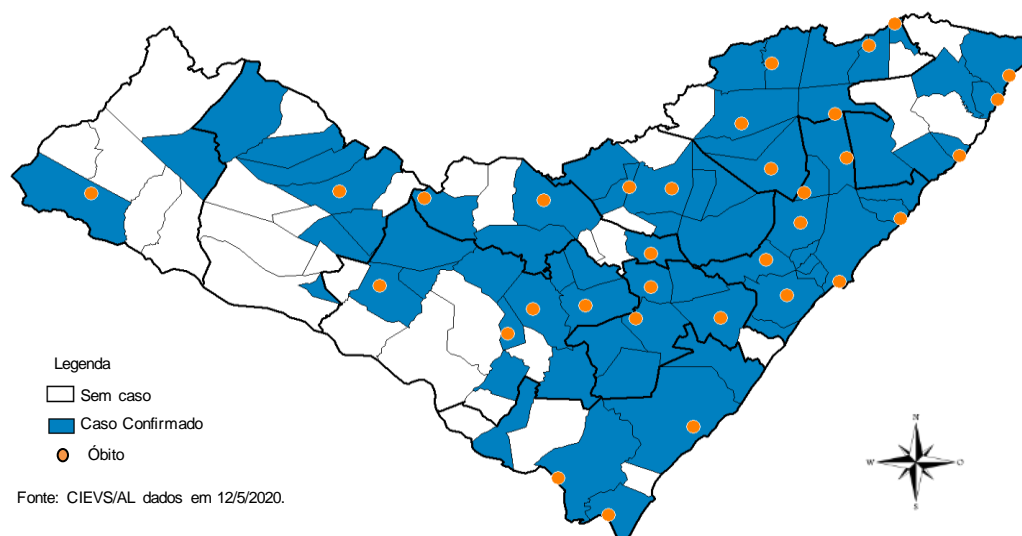 Legenda
Sem caso
Caso Confirmado
Óbito
Fonte: CIEVS/AL dados em 12/5/2020.
N
W
O
S